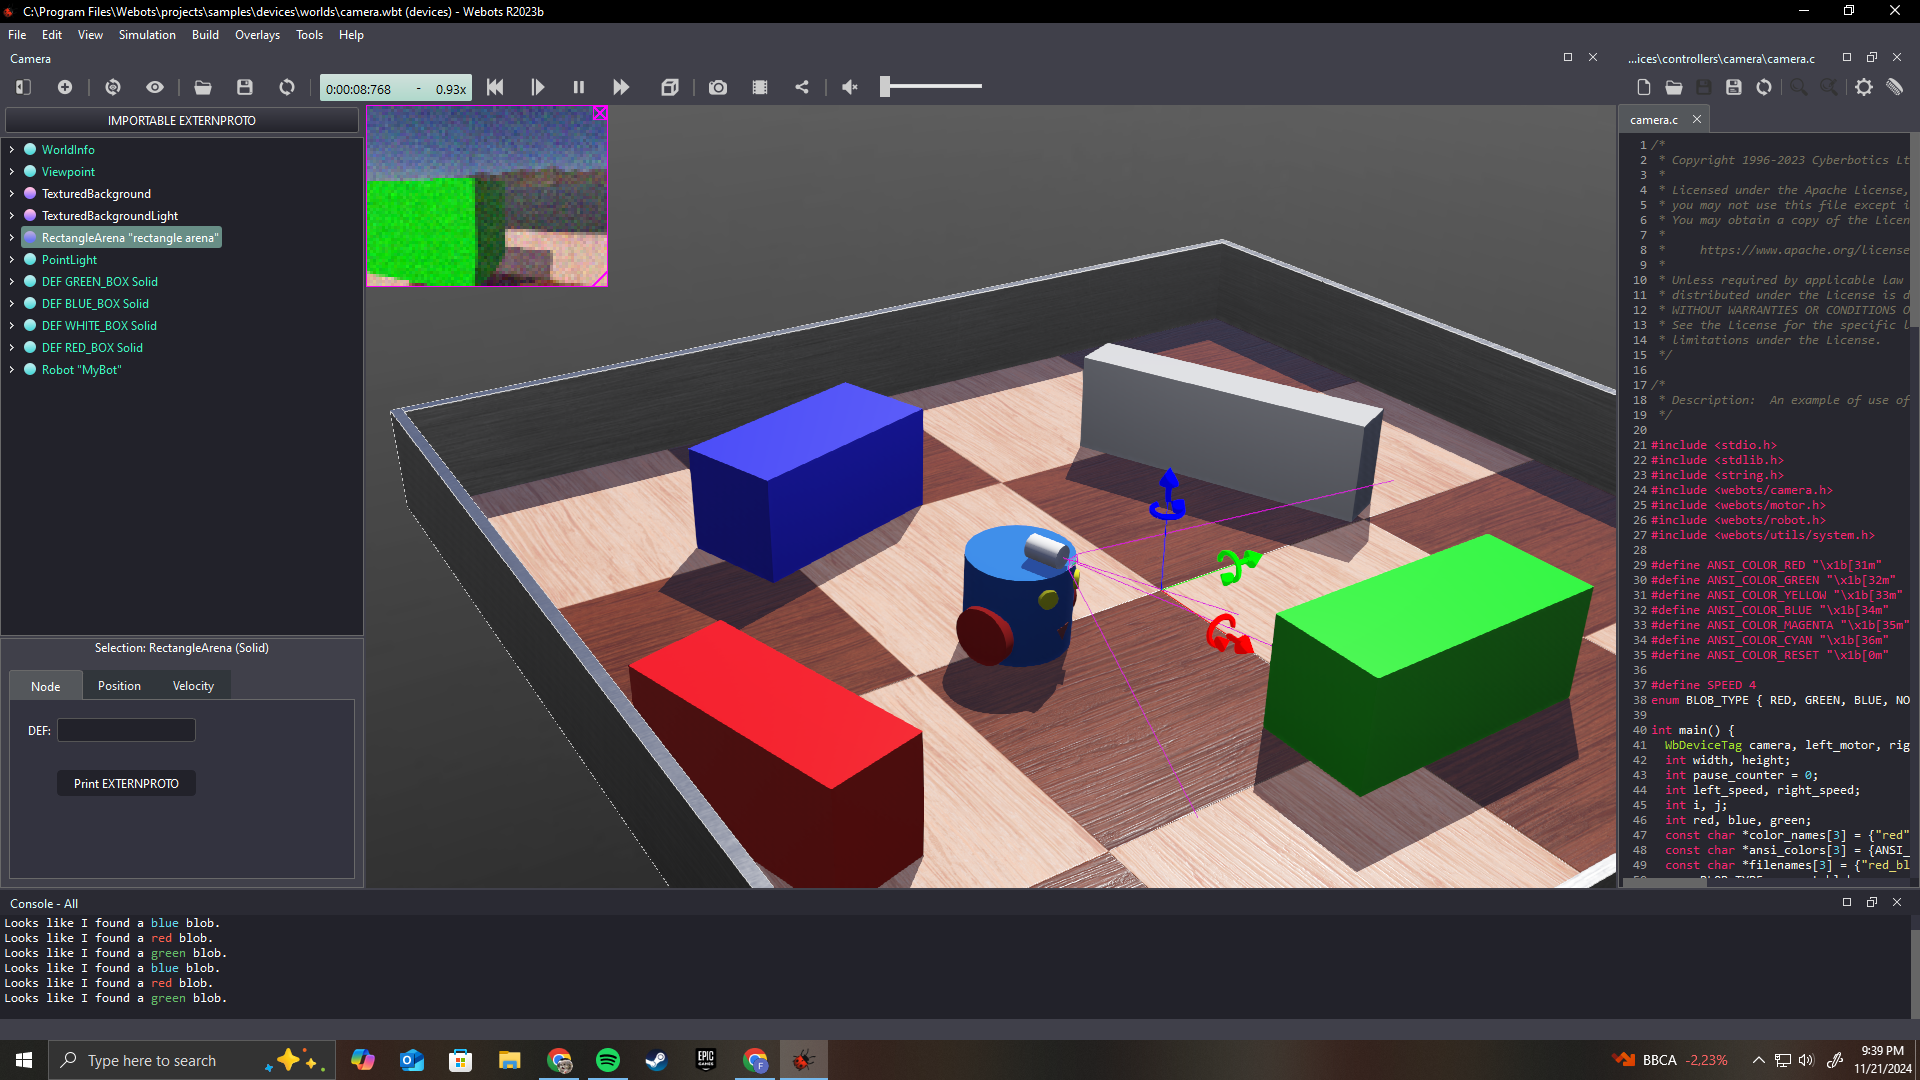 C:\Program Files\Webots\projects\samples\devices\worlds\camera.wbt (devices) - Webots R2023b
File Edit View Simulation Build Overlays Tools Help
Camera
0:00:08:768 - 0.93x
IMPORTABLE EXTERNPROTO
WorldInfo
Viewpoint
TexturedBackground
TexturedBackgroundLight
RectangleArena "rectangle arena"
PointLight
DEF GREEN_BOX Solid
DEF BLUE_BOX Solid
DEF WHITE_BOX Solid
DEF RED_BOX Solid
Robot "MyBot"
Selection: RectangleArena (Solid)
Node Position Velocity
DEF:
Print EXTERNPROTO
...ices\controllers\camera\camera.c
camera.c
1 /*
2 * Copyright 1996-2023 Cyberbotics Lt
3 *
4 * Licensed under the Apache License,
5 * you may not use this file except i
6 * You may obtain a copy of the Licen
7 *
8 * https://www.apache.org/license
9 *
10 * Unless required by applicable law
11 * distributed under the License is d
12 * WITHOUT WARRANTIES OR CONDITIONS O
13 * See the License for the specific l
14 * limitations under the License.
15 */
16
17 /*
18 * Description: An example of use of
19 */
20
21 #include <stdio.h>
22 #include <stdlib.h>
23 #include <string.h>
24 #include <webots/camera.h>
25 #include <webots/motor.h>
26 #include <webots/robot.h>
27 #include <webots/utils/system.h>
28
29 #define ANSI_COLOR_RED "\x1b[31m"
30 #define ANSI_COLOR_GREEN "\x1b[32m"
31 #define ANSI_COLOR_YELLOW "\x1b[33m"
32 #define ANSI_COLOR_BLUE "\x1b[34m"
33 #define ANSI_COLOR_MAGENTA "\x1b[35m"
34 #define ANSI_COLOR_CYAN "\x1b[36m"
35 #define ANSI_COLOR_RESET "\x1b[0m"
36
37 #define SPEED 4
38 enum BLOB_TYPE { RED, GREEN, BLUE, NO
39
40 int main() {
41 WbDeviceTag camera, left_motor, rig
42 int width, height;
43 int pause_counter = 0;
44 int left_speed, right_speed;
45 int i, j;
46 int red, blue, green;
47 const char *color_names[3] = {"red"
48 const char *ansi_colors[3] = {ANSI_
49 const char *filenames[3] = {"red_bl
Console - All
Looks like I found a blue blob.
Looks like I found a red blob.
Looks like I found a green blob.
Looks like I found a blue blob.
Looks like I found a red blob.
Looks like I found a green blob.
Type here to search
EPIC GAMES
BBCA -2,23%
9:39 PM
11/21/2024